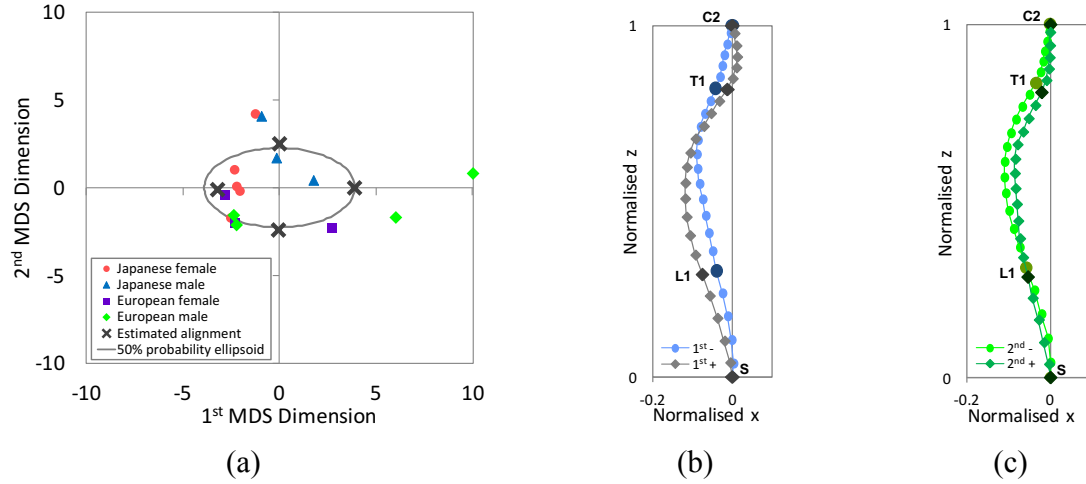 10
5
0
-5
-10
2nd MDS Dimension
Japanese female
Japanese male
European female
European male
Estimated alignment
50% probability ellipsoid
-10 -5 0 5 10
1st MDS Dimension
(a)
1
C2
T1
Normalised z
L1
1st -
1st +
S
0
-0.2 0
Normalised x
(b)
1
C2
T1
Normalised z
L1
2nd -
2nd +
S
0
-0.2 0
Normalised x
(c)